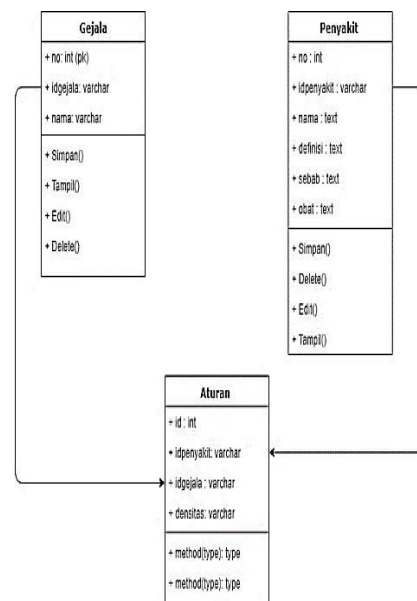 Gejala
+ no: int (pk)
+ idgejala: varchar
+ nama: varchar
+ Simpan()
+ Tampil()
+ Edit()
+ Delete()
Penyakit
+ no : int
+ idpenyakit : varchar
+ nama : text
+ definisi : text
+ sebab : text
+ obat : text
+ Simpan()
+ Delete()
+ Edit()
+ Tampil()
Aturan
+ id : int
+ idpenyakit: varchar
+ idgejala : varchar
+ densitas: varchar
+ method(type): type
+ method(type): type